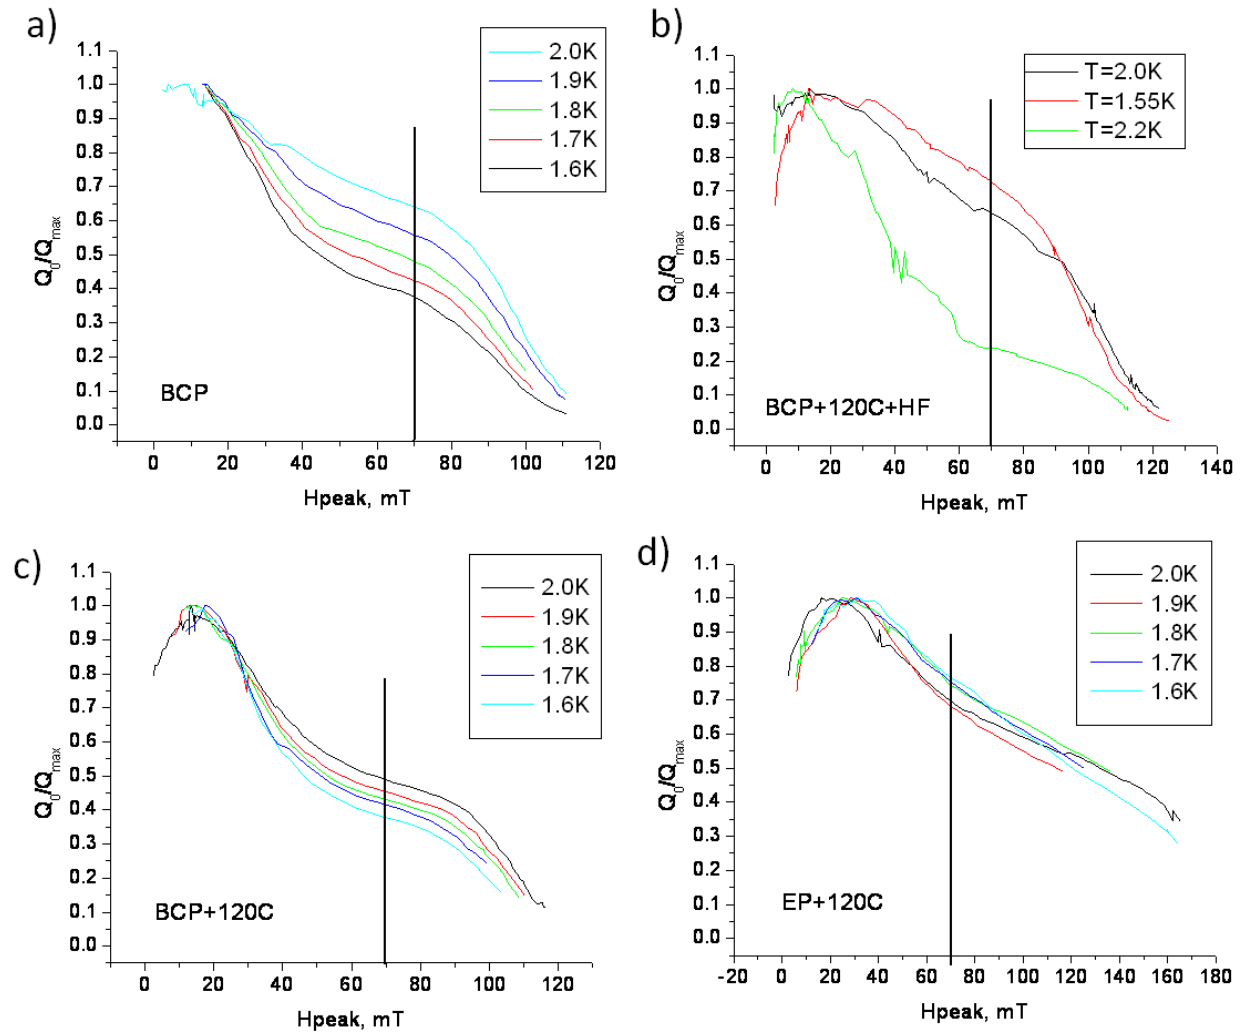 a)
1.1
1.0
0.9
0.8
0.7
0.6
0.5
0.4
0.3
0.2
0.1
0.0
Q0/Qmax
2.0K
1.9K
1.8K
1.7K
1.6K
BCP
0 20 40 60 80 100 120
Hpeak, mT
b)
1.1
1.0
0.9
0.8
0.7
0.6
0.5
0.4
0.3
0.2
0.1
0.0
Q0/Qmax
T=2.0K
T=1.55K
T=2.2K
BCP+120C+HF
0 20 40 60 80 100 120 140
Hpeak, mT
c)
1.1
1.0
0.9
0.8
0.7
0.6
0.5
0.4
0.3
0.2
0.1
0.0
Q0/Qmax
2.0K
1.9K
1.8K
1.7K
1.6K
BCP+120C
0 20 40 60 80 100 120
Hpeak, mT
d)
1.1
1.0
0.9
0.8
0.7
0.6
0.5
0.4
0.3
0.2
0.1
0.0
Q0/Qmax
2.0K
1.9K
1.8K
1.7K
1.6K
EP+120C
-20 0 20 40 60 80 100 120 140 160 180
Hpeak, mT